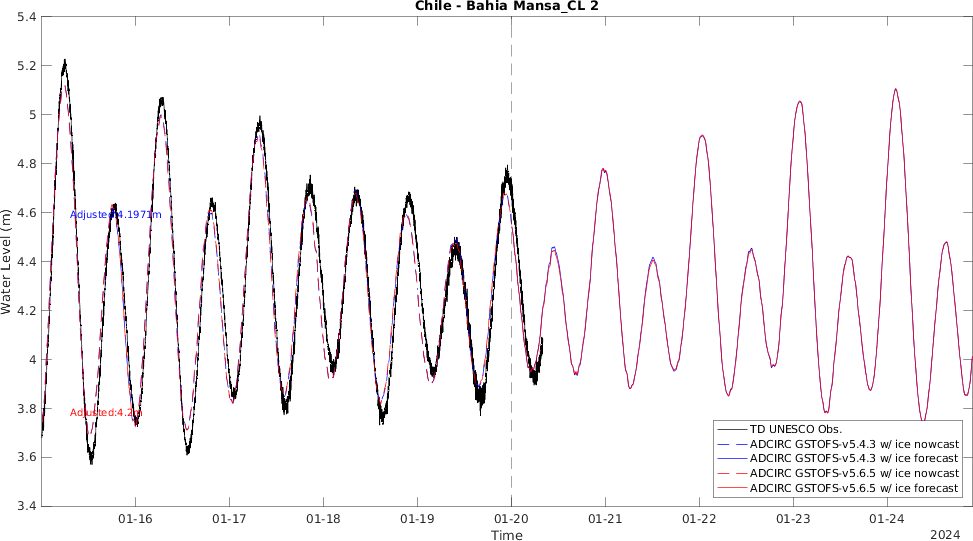 Chile - Bahia Mansa_CL 2
5.4
5.2
5
4.8
4.6
4.4
4.2
4
3.8
3.6
3.4
Water Level (m)
Adjusted:4.1971m
Adjusted:4.2m
TD UNESCO Obs.
ADCIRC GSTOFS-v5.4.3 w/ ice nowcast
ADCIRC GSTOFS-v5.4.3 w/ ice forecast
ADCIRC GSTOFS-v5.6.5 w/ ice nowcast
ADCIRC GSTOFS-v5.6.5 w/ ice forecast
01-16 01-17 01-18 01-19 01-20 01-21 01-22 01-23 01-24
Time
2024